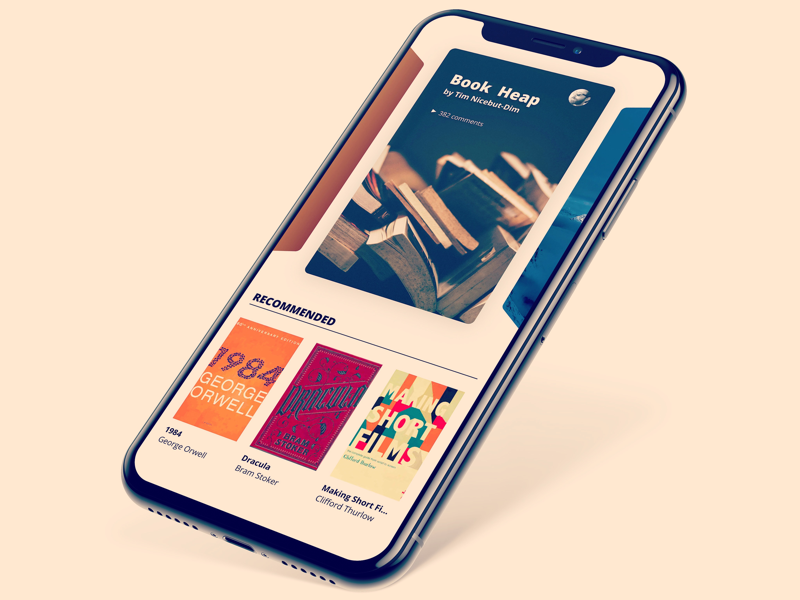 Book Heap
by Tim Nicebut-Dim
382 comments
RECOMMENDED
ANNIVERSARY EDITION
1984
GEORGE
ORWELL
DRACULA
BRAM
STOKER
MAKING
SHORT
FILMS
Clifford Thurlow
1984
George Orwell
Dracula
Bram Stoker
Making Short Fi...
Clifford Thurlow